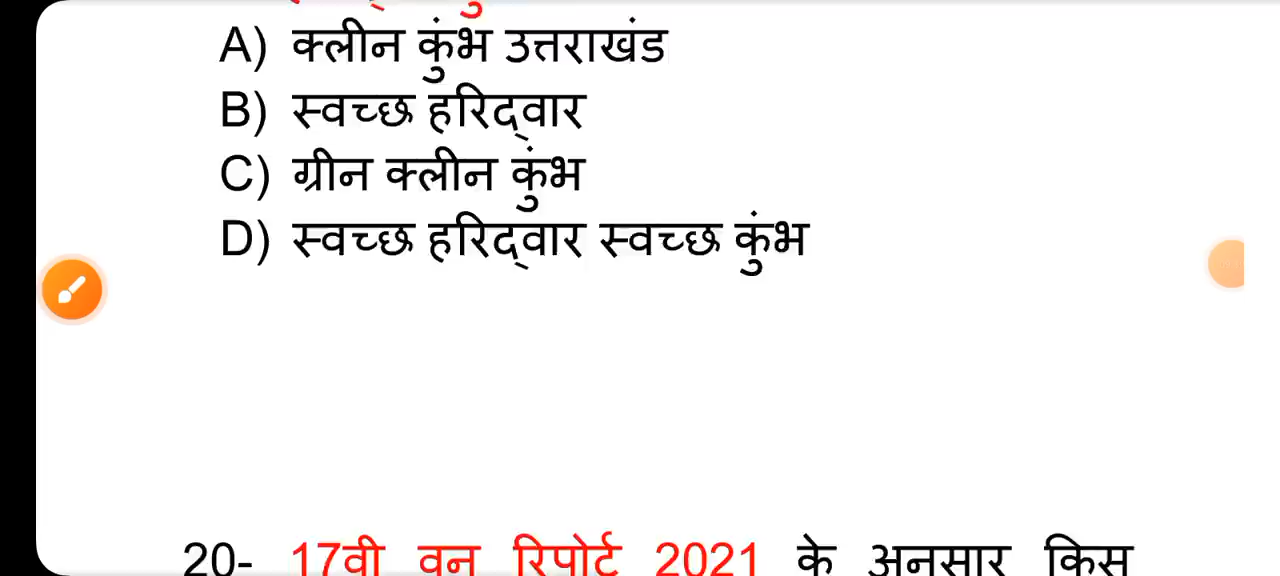 A) क्लीन कुंभ उत्तराखंड
B) स्वच्छ हरिद्वार
C) ग्रीन क्लीन कुंभ
D) स्वच्छ हरिद्वार स्वच्छ कुंभ
20- 17वी वन रिपोर्ट 2021 के अनुसार किस